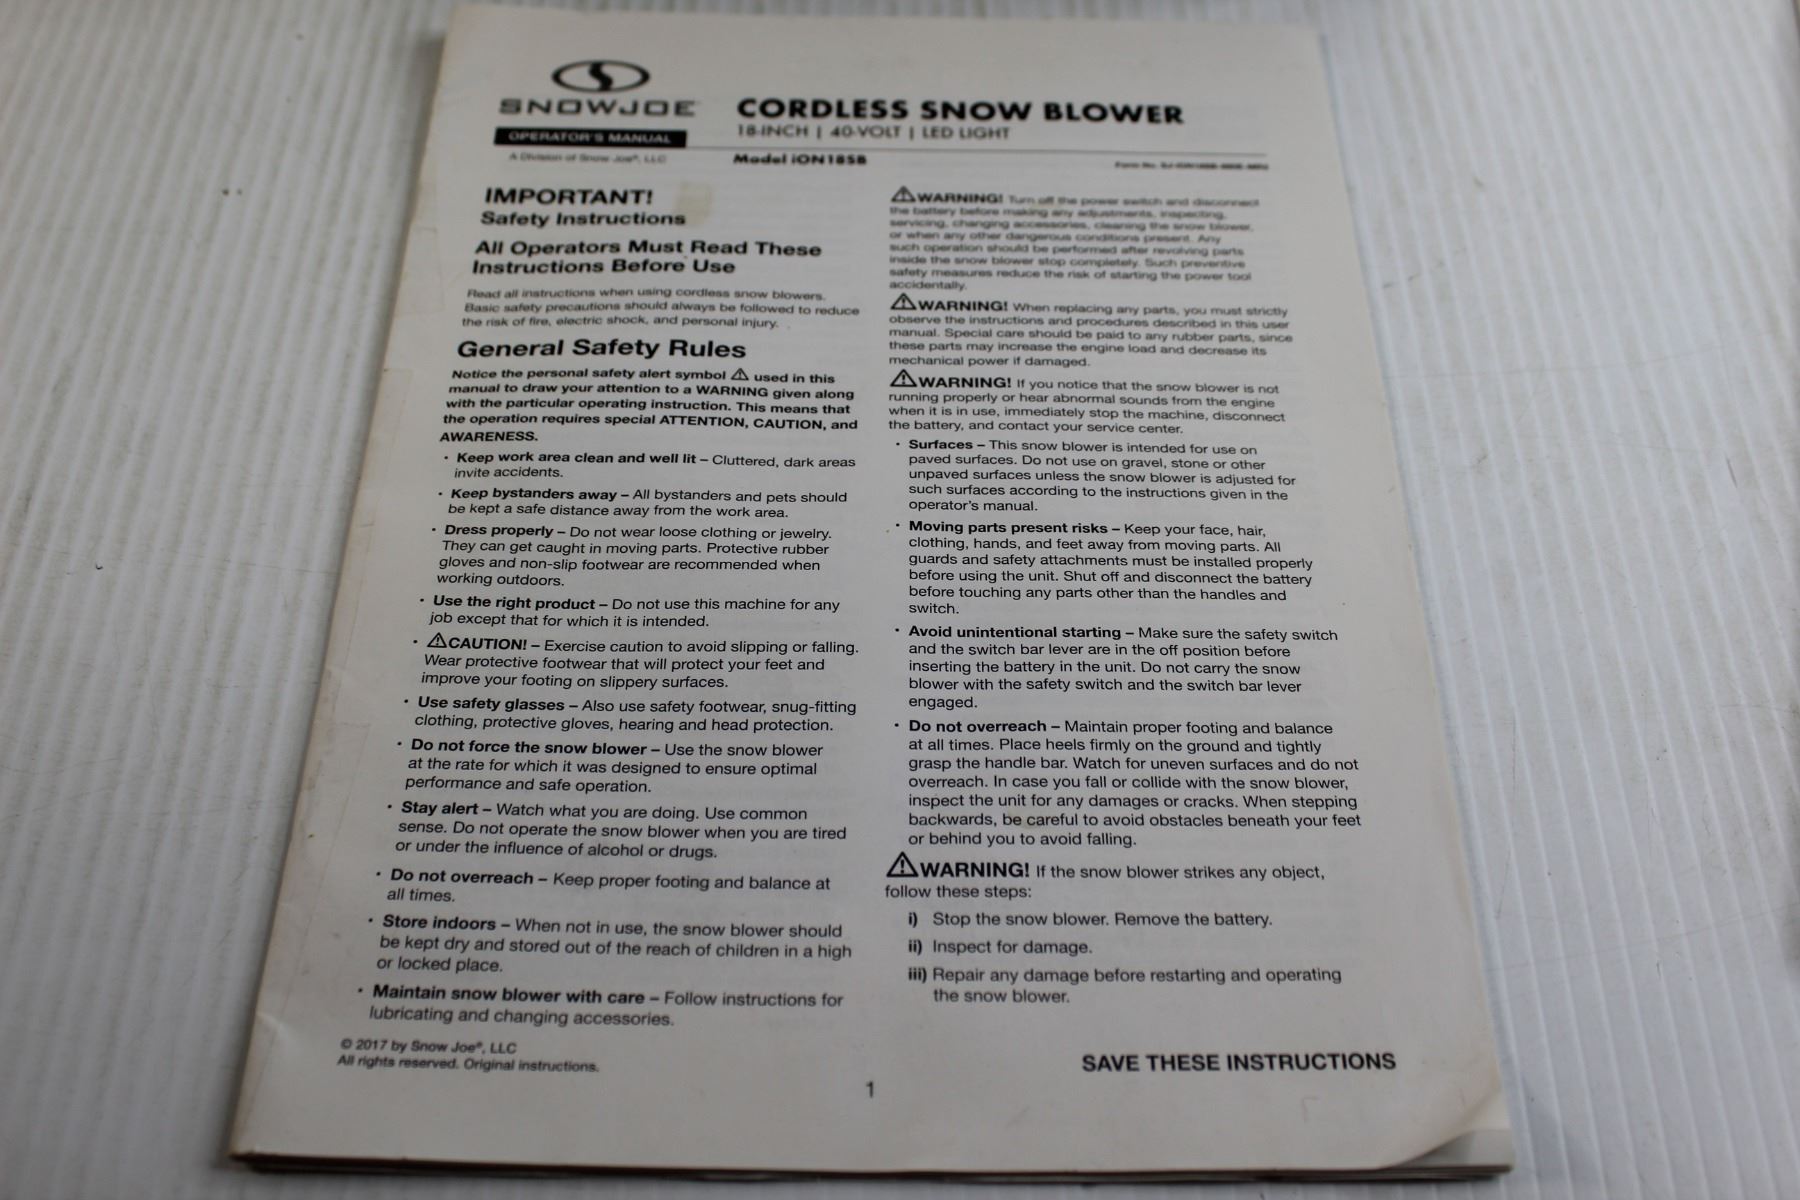 SNOWJOE
OPERATOR'S MANUAL
A Division of Snow Joe®, LLC
CORDLESS SNOW BLOWER
18-INCH | 40-VOLT | LED LIGHT
Model iON18SB
Form No.
IMPORTANT!
Safety Instructions
All Operators Must Read These
Instructions Before Use
Read all instructions when using cordless snow blowers.
Basic safety precautions should always be followed to reduce
the risk of fire, electric shock, and personal injury.
General Safety Rules
Notice the personal safety alert symbol ⚠ used in this
manual to draw your attention to a WARNING given along
with the particular operating instruction. This means that
the operation requires special ATTENTION, CAUTION, and
AWARENESS.
• Keep work area clean and well lit – Cluttered, dark areas
invite accidents.
• Keep bystanders away – All bystanders and pets should
be kept a safe distance away from the work area.
• Dress properly – Do not wear loose clothing or jewelry.
They can get caught in moving parts. Protective rubber
gloves and non-slip footwear are recommended when
working outdoors.
• Use the right product – Do not use this machine for any
job except that for which it is intended.
• ⚠CAUTION! – Exercise caution to avoid slipping or falling.
Wear protective footwear that will protect your feet and
improve your footing on slippery surfaces.
• Use safety glasses – Also use safety footwear, snug-fitting
clothing, protective gloves, hearing and head protection.
• Do not force the snow blower – Use the snow blower
at the rate for which it was designed to ensure optimal
performance and safe operation.
• Stay alert – Watch what you are doing. Use common
sense. Do not operate the snow blower when you are tired
or under the influence of alcohol or drugs.
• Do not overreach – Keep proper footing and balance at
all times.
• Store indoors – When not in use, the snow blower should
be kept dry and stored out of the reach of children in a high
or locked place.
• Maintain snow blower with care – Follow instructions for
lubricating and changing accessories.
⚠WARNING! Turn off the power switch and disconnect
the battery before making any adjustments, inspecting,
servicing, changing accessories, cleaning the snow blower,
or when any other dangerous conditions present. Any
such operation should be performed after revolving parts
inside the snow blower stop completely. Such preventive
safety measures reduce the risk of starting the power tool
accidentally.
⚠WARNING! When replacing any parts, you must strictly
observe the instructions and procedures described in this user
manual. Special care should be paid to any rubber parts, since
these parts may increase the engine load and decrease its
mechanical power if damaged.
⚠WARNING! If you notice that the snow blower is not
running properly or hear abnormal sounds from the engine
when it is in use, immediately stop the machine, disconnect
the battery, and contact your service center.
• Surfaces – This snow blower is intended for use on
paved surfaces. Do not use on gravel, stone or other
unpaved surfaces unless the snow blower is adjusted for
such surfaces according to the instructions given in the
operator's manual.
• Moving parts present risks – Keep your face, hair,
clothing, hands, and feet away from moving parts. All
guards and safety attachments must be installed properly
before using the unit. Shut off and disconnect the battery
before touching any parts other than the handles and
switch.
• Avoid unintentional starting – Make sure the safety switch
and the switch bar lever are in the off position before
inserting the battery in the unit. Do not carry the snow
blower with the safety switch and the switch bar lever
engaged.
• Do not overreach – Maintain proper footing and balance
at all times. Place heels firmly on the ground and tightly
grasp the handle bar. Watch for uneven surfaces and do not
overreach. In case you fall or collide with the snow blower,
inspect the unit for any damages or cracks. When stepping
backwards, be careful to avoid obstacles beneath your feet
or behind you to avoid falling.
⚠WARNING! If the snow blower strikes any object,
follow these steps:
i) Stop the snow blower. Remove the battery.
ii) Inspect for damage.
iii) Repair any damage before restarting and operating
the snow blower.
© 2017 by Snow Joe®, LLC
All rights reserved. Original instructions.
SAVE THESE INSTRUCTIONS
1